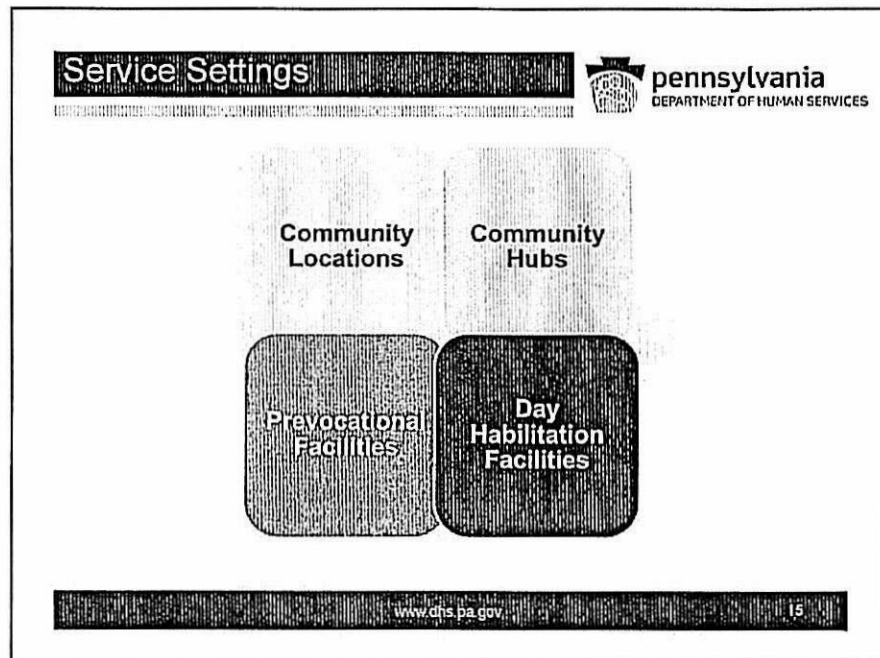 Service Settings
pennsylvania
DEPARTMENT OF HUMAN SERVICES
Community
Locations
Community
Hubs
Prevocational
Facilities
Day
Habilitation
Facilities
www.dhs.pa.gov
15